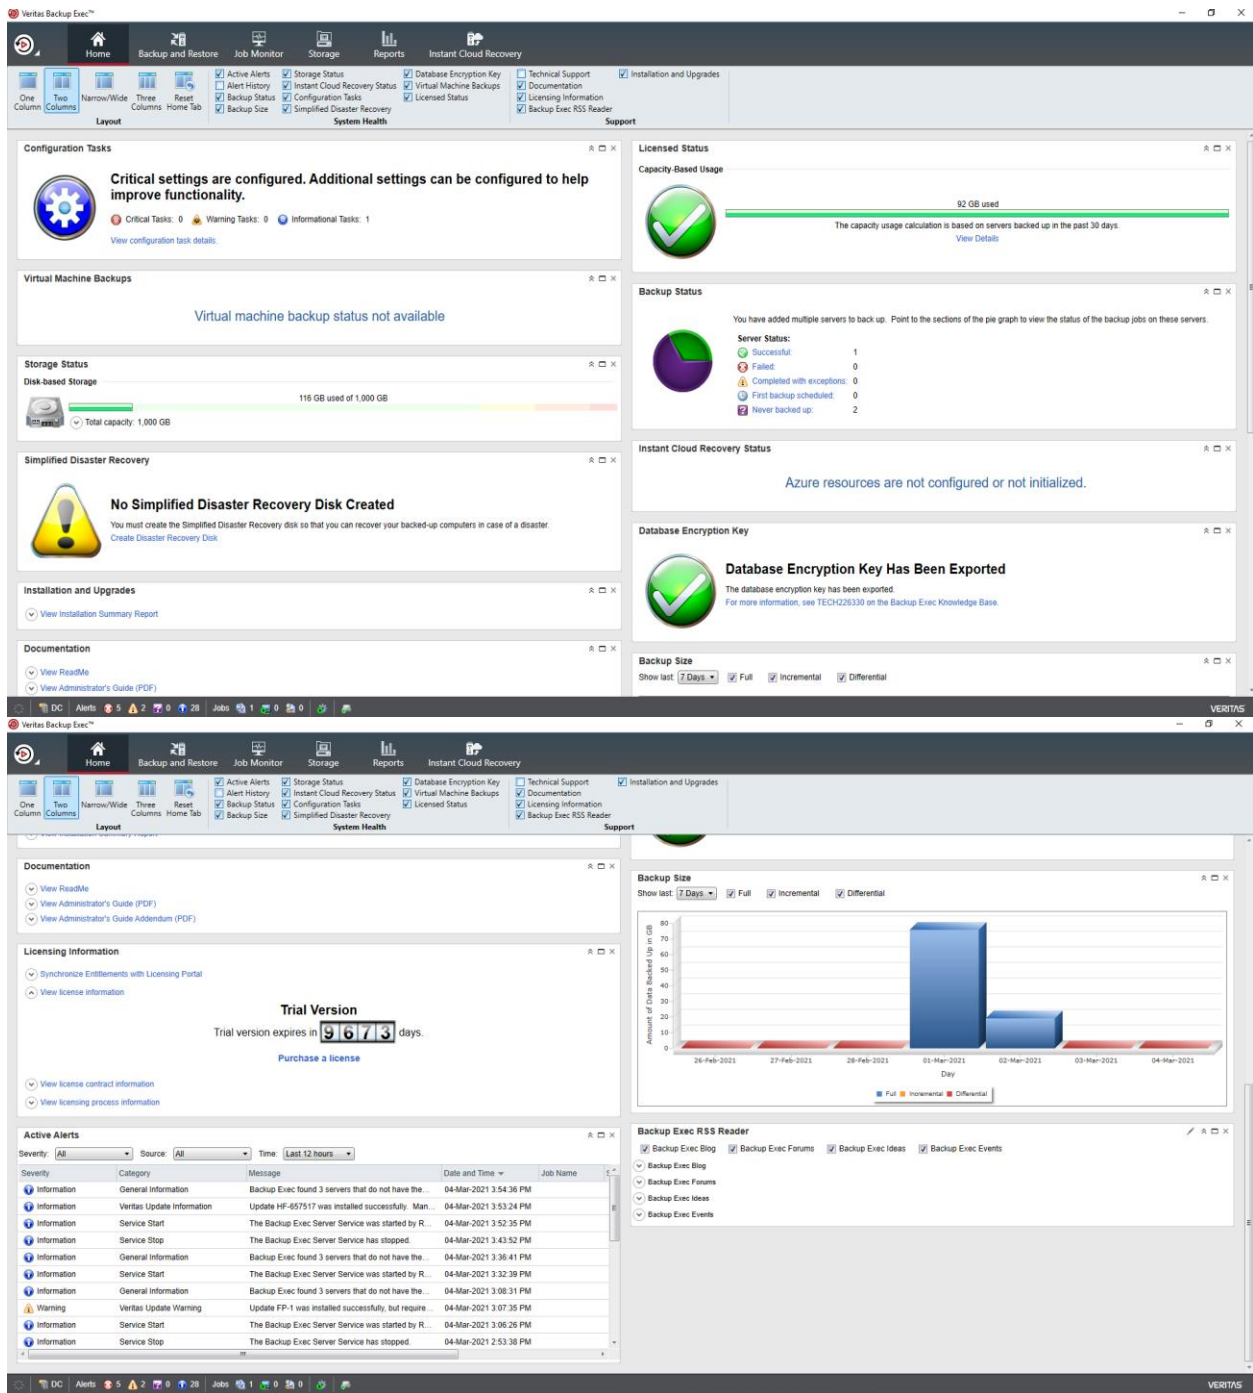 Veritas Backup Exec™
Home
Backup and Restore
Job Monitor
Storage
Reports
Instant Cloud Recovery
One Column
Two Columns
Narrow/Wide
Three Columns
Reset Home Tab
Layout
Active Alerts
Alert History
Backup Status
Backup Size
Storage Status
Instant Cloud Recovery Status
Configuration Tasks
Simplified Disaster Recovery
Database Encryption Key
Virtual Machine Backups
Licensed Status
System Health
Technical Support
Documentation
Licensing Information
Backup Exec RSS Reader
Installation and Upgrades
Support
Configuration Tasks
Critical settings are configured. Additional settings can be configured to help
improve functionality.
Critical Tasks: 0 Warning Tasks: 0 Informational Tasks: 1
View configuration task details.
Virtual Machine Backups
Virtual machine backup status not available
Storage Status
Disk-based Storage
116 GB used of 1,000 GB
Total capacity: 1,000 GB
Simplified Disaster Recovery
No Simplified Disaster Recovery Disk Created
You must create the Simplified Disaster Recovery disk so that you can recover your backed-up computers in case of a disaster.
Create Disaster Recovery Disk
Installation and Upgrades
View Installation Summary Report
Documentation
View ReadMe
View Administrator's Guide (PDF)
Licensed Status
Capacity-Based Usage
92 GB used
The capacity usage calculation is based on servers backed up in the past 30 days.
View Details
Backup Status
You have added multiple servers to back up. Point to the sections of the pie graph to view the status of the backup jobs on these servers.
Server Status:
Successful: 1
Failed: 0
Completed with exceptions: 0
First backup scheduled: 0
Never backed up: 2
Instant Cloud Recovery Status
Azure resources are not configured or not initialized.
Database Encryption Key
Database Encryption Key Has Been Exported
The database encryption key has been exported.
For more information, see TECH226330 on the Backup Exec Knowledge Base.
Backup Size
Show last: 7 Days Full Incremental Differential
DC Alerts 5 2 0 28 Jobs 1 0 0
VERITAS
Veritas Backup Exec™
Home
Backup and Restore
Job Monitor
Storage
Reports
Instant Cloud Recovery
One Column
Two Columns
Narrow/Wide
Three Columns
Reset Home Tab
Layout
Active Alerts
Alert History
Backup Status
Backup Size
Storage Status
Instant Cloud Recovery Status
Configuration Tasks
Simplified Disaster Recovery
Database Encryption Key
Virtual Machine Backups
Licensed Status
System Health
Technical Support
Documentation
Licensing Information
Backup Exec RSS Reader
Installation and Upgrades
Support
View Installation Summary Report
Documentation
View ReadMe
View Administrator's Guide (PDF)
View Administrator's Guide Addendum (PDF)
Licensing Information
Synchronize Entitlements with Licensing Portal
View license information
Trial Version
Trial version expires in 9673 days.
Purchase a license
View license contract information
View licensing process information
Active Alerts
Severity: All Source: All Time: Last 12 hours
Severity Category Message Date and Time Job Name S
Information General Information Backup Exec found 3 servers that do not have the... 04-Mar-2021 3:54:36 PM
Information Veritas Update Information Update HF-657517 was installed successfully. Man... 04-Mar-2021 3:53:24 PM
Information Service Start The Backup Exec Server Service was started by R... 04-Mar-2021 3:52:35 PM
Information Service Stop The Backup Exec Server Service has stopped. 04-Mar-2021 3:43:52 PM
Information General Information Backup Exec found 3 servers that do not have the... 04-Mar-2021 3:36:41 PM
Information Service Start The Backup Exec Server Service was started by R... 04-Mar-2021 3:32:39 PM
Information General Information Backup Exec found 3 servers that do not have the... 04-Mar-2021 3:08:31 PM
Warning Veritas Update Warning Update FP-1 was installed successfully, but require... 04-Mar-2021 3:07:35 PM
Information Service Start The Backup Exec Server Service was started by R... 04-Mar-2021 3:06:26 PM
Information Service Stop The Backup Exec Server Service has stopped. 04-Mar-2021 2:53:38 PM
Backup Size
Show last: 7 Days Full Incremental Differential
Amount of Data Backed Up in GB
80
70
60
50
40
30
20
10
0
26-Feb-2021 27-Feb-2021 28-Feb-2021 01-Mar-2021 02-Mar-2021 03-Mar-2021 04-Mar-2021
Day
Full Incremental Differential
Backup Exec RSS Reader
Backup Exec Blog Backup Exec Forums Backup Exec Ideas Backup Exec Events
Backup Exec Blog
Backup Exec Forums
Backup Exec Ideas
Backup Exec Events
DC Alerts 5 2 0 28 Jobs 1 0 0
VERITAS